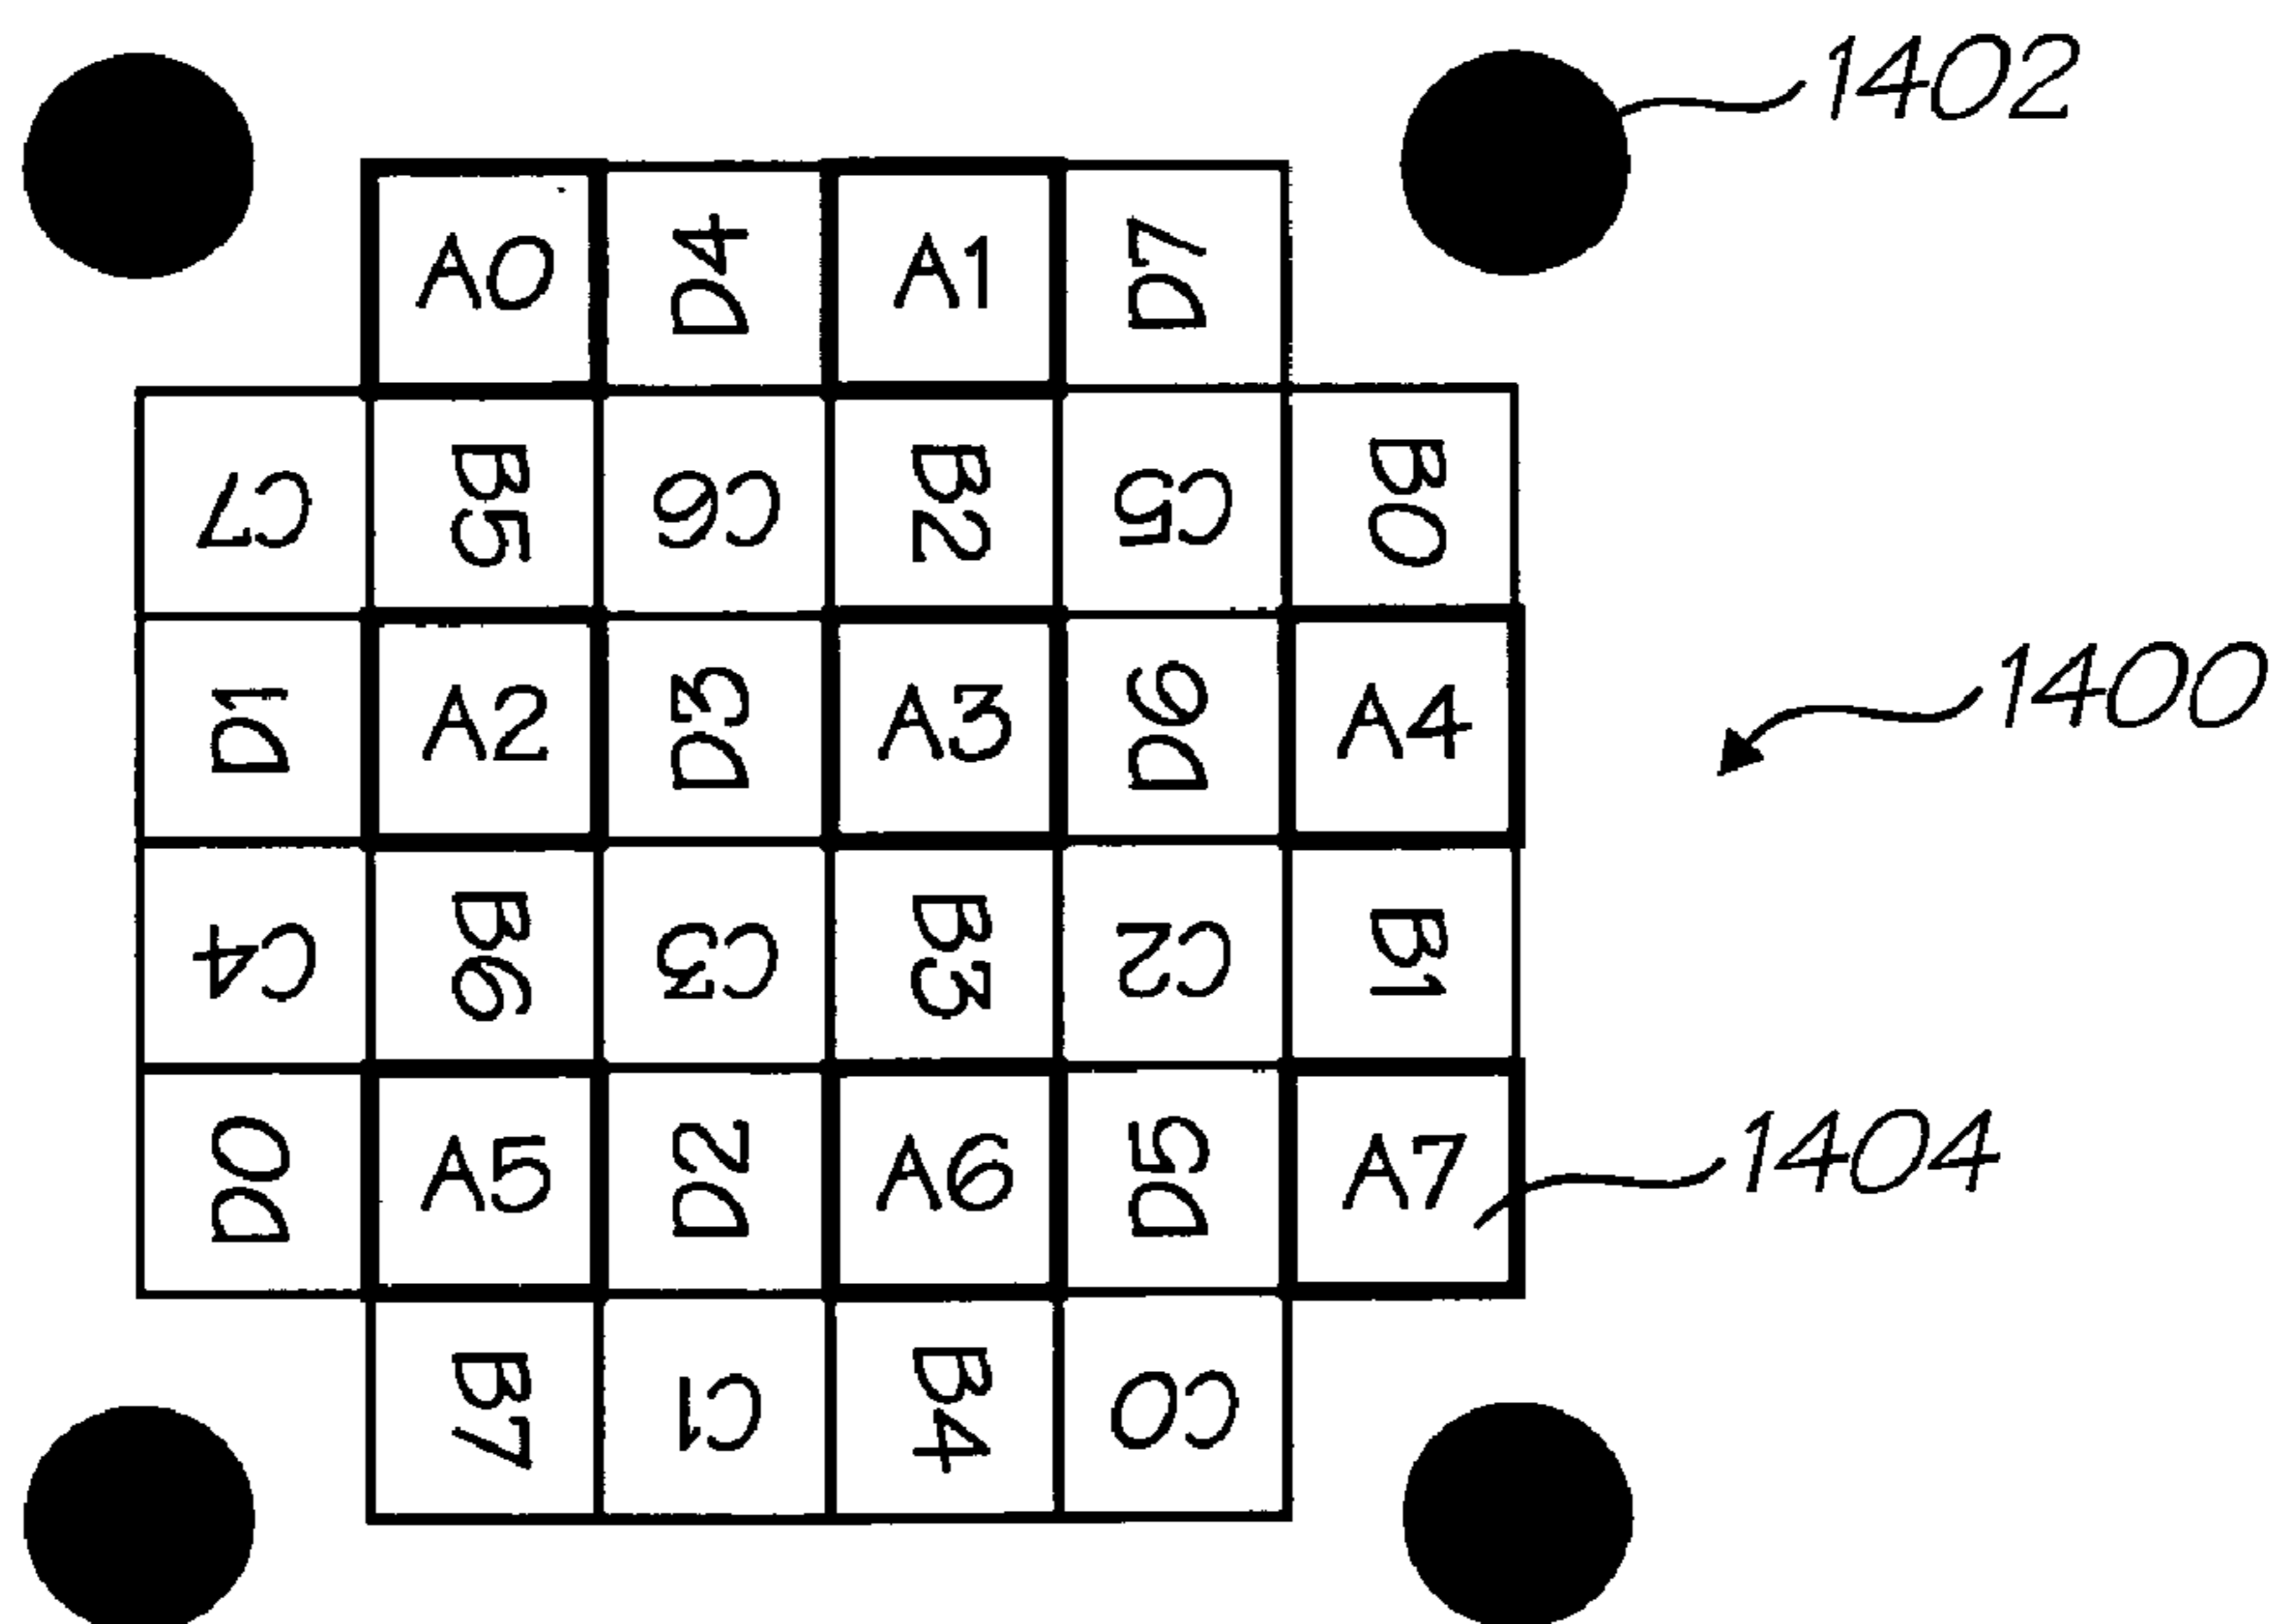 1402
A0 D4 A1 D7
C7 B5 C6 B2 C5 B0
D1 A2 D3 A3 D6 A4
1400
C4 B6 C3 B3 C2 B1
D0 A5 D2 A6 D5 A7
1404
B7 C1 B4 C0